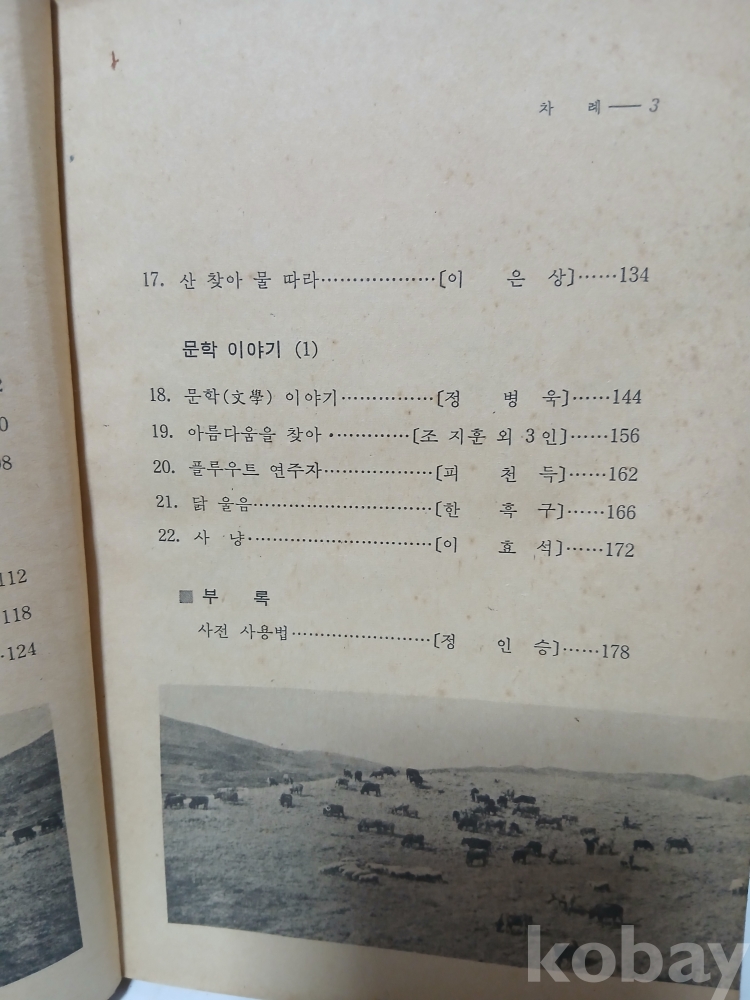 차 례 ― 3
17. 산 찾아 물 따라………………〔이 은 상〕……134
문학 이야기 (1)
18. 문학(文學) 이야기……………〔정 병 욱〕……144
19. 아름다움을 찾아…………〔조 지훈 외 3인〕……156
20. 플루우트 연주자………………〔피 천 득〕……162
21. 닭 울음…………………………〔한 흑 구〕……166
22. 사 냥…………………………〔이 효 석〕……172
■ 부 록
사전 사용법……………………〔정 인 승〕……178
112
118
124
kobay